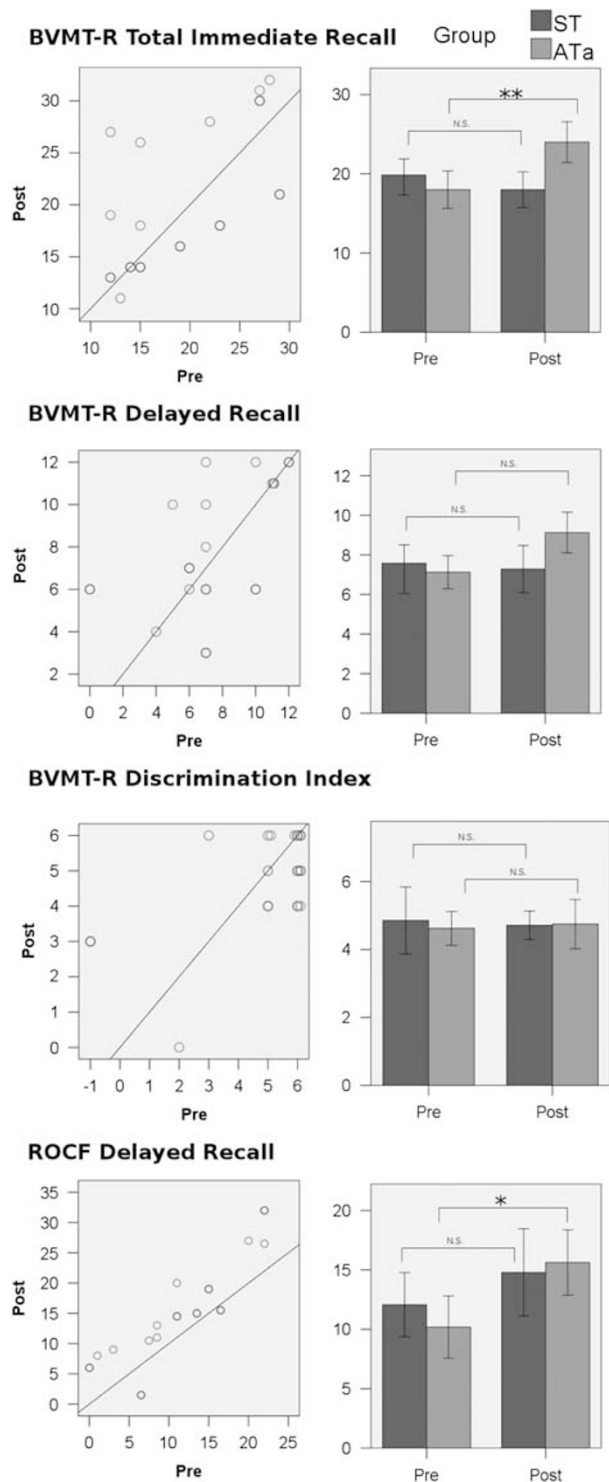 BVMT-R Total Immediate Recall
Group
ST
ATa
Post
30
25
20
15
10
10 15 20 25 30
Pre
30
20
10
0
**
N.S.
Pre Post
BVMT-R Delayed Recall
Post
12
10
8
6
4
2
0 2 4 6 8 10 12
Pre
12
10
8
6
4
2
0
N.S.
N.S.
Pre Post
BVMT-R Discrimination Index
Post
6
5
4
3
2
1
0
-1 0 1 2 3 4 5 6
Pre
6
4
2
0
N.S.
N.S.
Pre Post
ROCF Delayed Recall
Post
35
30
25
20
15
10
5
0
0 5 10 15 20 25
Pre
20
15
10
5
0
*
N.S.
Pre Post